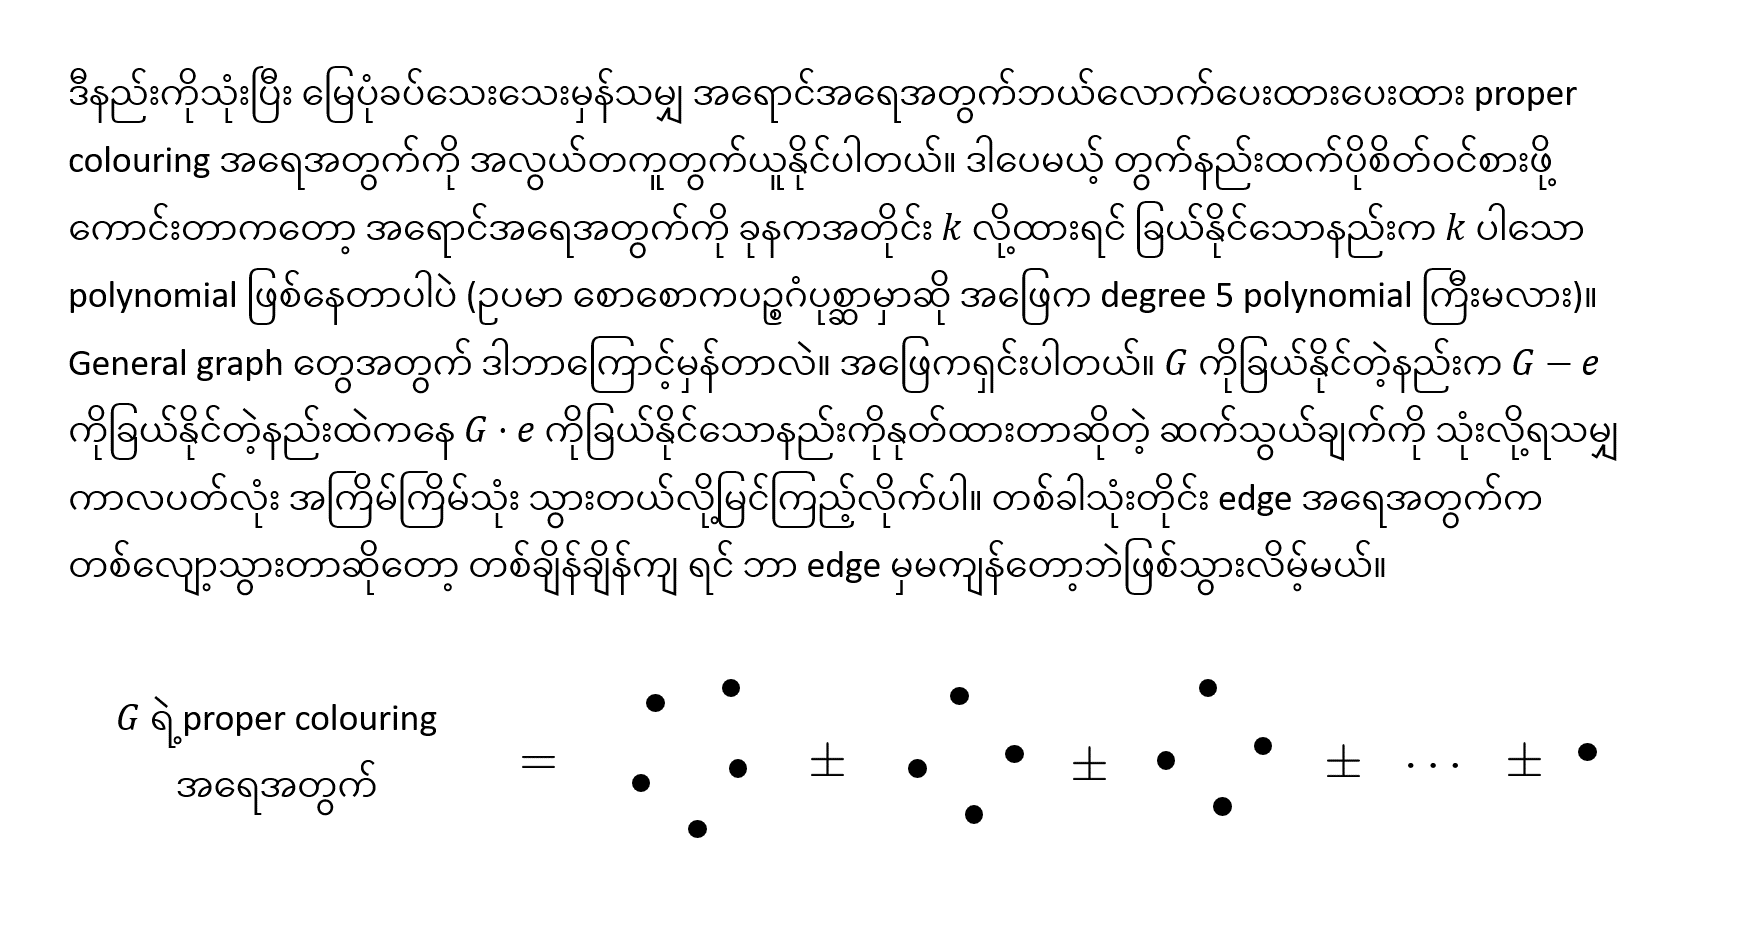 ဒီနည်းကိုသုံးပြီး မြေပုံခပ်သေးသေးမှန်သမျှ အရောင်အရေအတွက်ဘယ်လောက်ပေးထားပေးထား proper
colouring အရေအတွက်ကို အလွယ်တကူတွက်ယူနိုင်ပါတယ်။ ဒါပေမယ့် တွက်နည်းထက်ပိုစိတ်ဝင်စားဖို့
ကောင်းတာကတော့ အရောင်အရေအတွက်ကို ခုနကအတိုင်း k လို့ထားရင် ခြယ်နိုင်သောနည်းက k ပါသော
polynomial ဖြစ်နေတာပါပဲ (ဥပမာ စောစောကပဉ္စဂံပုစ္ဆာမှာဆို အဖြေက degree 5 polynomial ကြီးမလား)။
General graph တွေအတွက် ဒါဘာကြောင့်မှန်တာလဲ။ အဖြေကရှင်းပါတယ်။ G ကိုခြယ်နိုင်တဲ့နည်းက G − e
ကိုခြယ်နိုင်တဲ့နည်းထဲကနေ G · e ကိုခြယ်နိုင်သောနည်းကိုနုတ်ထားတာဆိုတဲ့ ဆက်သွယ်ချက်ကို သုံးလို့ရသမျှ
ကာလပတ်လုံး အကြိမ်ကြိမ်သုံး သွားတယ်လို့မြင်ကြည့်လိုက်ပါ။ တစ်ခါသုံးတိုင်း edge အရေအတွက်က
တစ်လျော့သွားတာဆိုတော့ တစ်ချိန်ချိန်ကျ ရင် ဘာ edge မှမကျန်တော့ဘဲဖြစ်သွားလိမ့်မယ်။
G ရဲ့ proper colouring
အရေအတွက်
= ± ± ± ⋯ ±